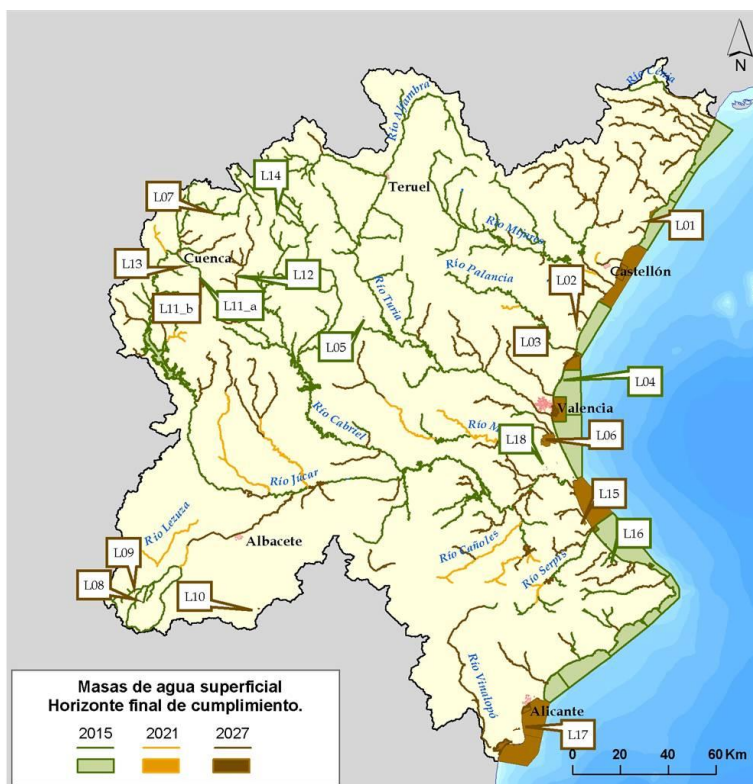 N
Río Cenia
Río Alfambra
L14
Teruel
L07
L01
Río Mijares
Cuenca
Castellón
L13
L12
Río Palancia
L02
L11_b
L11_a
Río Turia
L03
L05
L04
Valencia
Río Cabriel
Río M
L18
L06
Río Júcar
L15
Río Lezuza
Albacete
Río Cañoles
L16
L09
Río Serpis
L08
L10
Río Vinalopó
Alicante
L17
Masas de agua superficial
Horizonte final de cumplimiento.
2015 2021 2027
0 20 40 60 Km